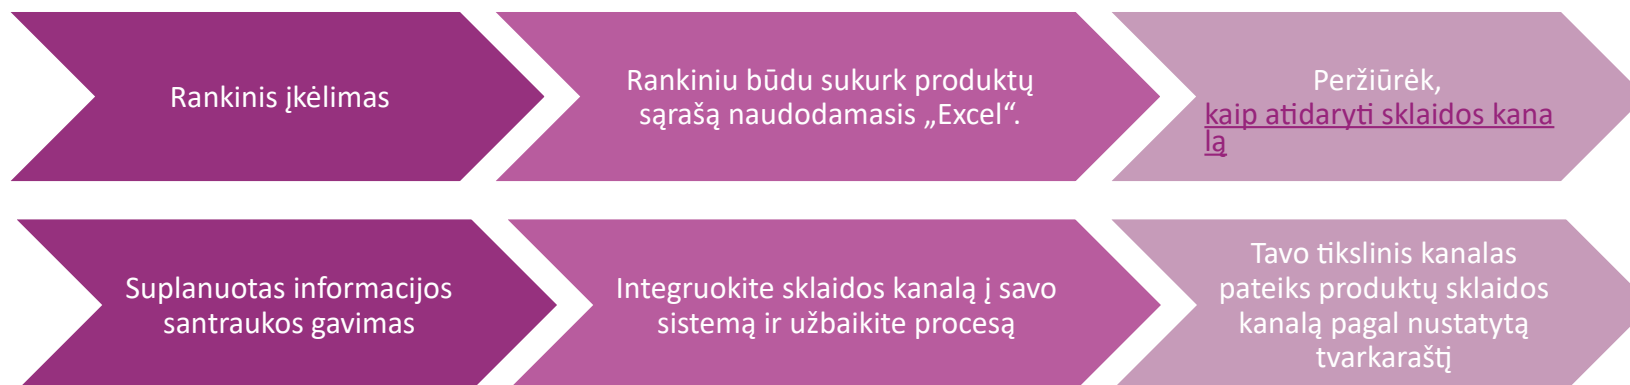 Rankinis įkėlimas
Rankiniu būdu sukurk produktų
sąrašą naudodamasis „Excel“.
Peržiūrėk,
kaip atidaryti sklaidos kana
lą
Suplanuotas informacijos
santraukos gavimas
Integruokite sklaidos kanalą į savo
sistemą ir užbaikite procesą
Tavo tikslinis kanalas
pateiks produktų sklaidos
kanalą pagal nustatytą
tvarkaraštį